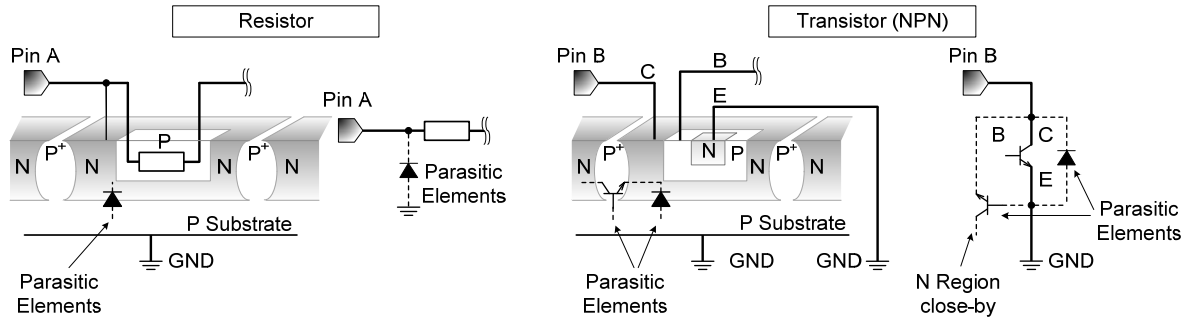 Resistor
Transistor (NPN)
Pin A
Pin B
C
B
E
Pin B
Pin A
P
N
P+
N
N
P+
N
Parasitic
Elements
P Substrate
GND
Parasitic
Elements
N
P+
N
N
P
P+
N
P Substrate
GND
GND
Parasitic
Elements
B
C
E
Parasitic
Elements
GND
N Region
close-by